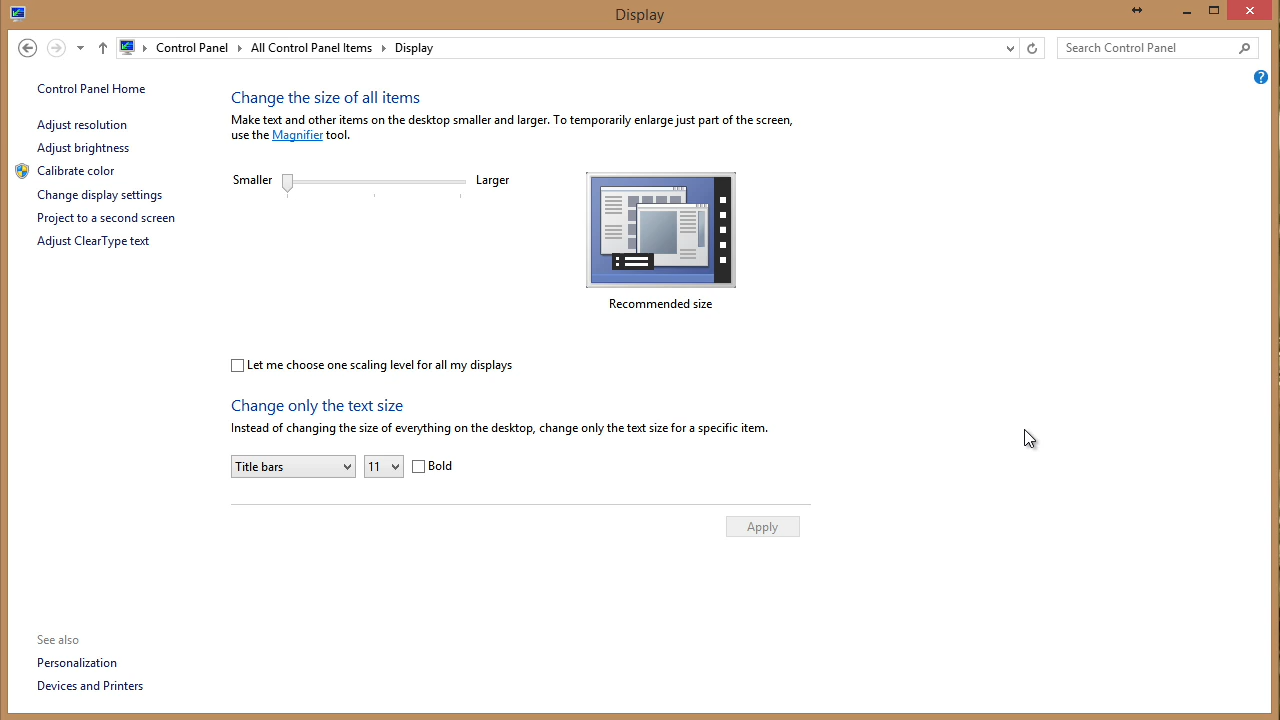 Display
Control Panel
All Control Panel Items
Display
Search Control Panel
Control Panel Home
Adjust resolution
Adjust brightness
Calibrate color
Change display settings
Project to a second screen
Adjust ClearType text
Change the size of all items
Make text and other items on the desktop smaller and larger. To temporarily enlarge just part of the screen,
use the Magnifier tool.
Smaller
Larger
Recommended size
Let me choose one scaling level for all my displays
Change only the text size
Instead of changing the size of everything on the desktop, change only the text size for a specific item.
Title bars
11
Bold
Apply
See also
Personalization
Devices and Printers